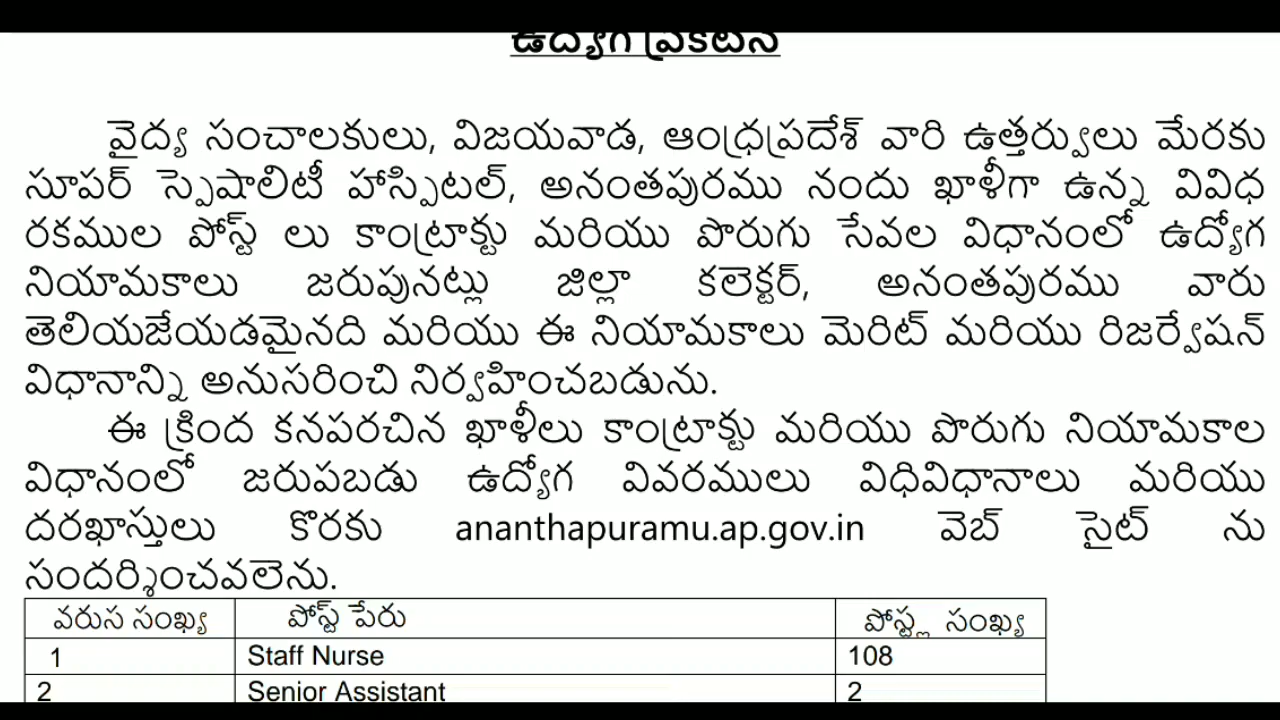 ఉద్యోగ ప్రకటన
వైద్య సంచాలకులు, విజయవాడ, ఆంధ్రప్రదేశ్ వారి ఉత్తర్వులు మేరకు
సూపర్ స్పెషాలిటీ హాస్పిటల్, అనంతపురము నందు ఖాళీగా ఉన్న వివిధ
రకముల పోస్ట్ లు కాంట్రాక్టు మరియు పొరుగు సేవల విధానంలో ఉద్యోగ
నియామకాలు జరుపునట్లు జిల్లా కలెక్టర్, అనంతపురము వారు
తెలియజేయడమైనది మరియు ఈ నియామకాలు మెరిట్ మరియు రిజర్వేషన్
విధానాన్ని అనుసరించి నిర్వహించబడును.
ఈ క్రింద కనపరచిన ఖాళీలు కాంట్రాక్టు మరియు పొరుగు నియామకాల
విధానంలో జరుపబడు ఉద్యోగ వివరములు విధివిధానాలు మరియు
దరఖాస్తులు కొరకు ananthapuramu.ap.gov.in వెబ్ సైట్ ను
సందర్శించవలెను.
వరుస సంఖ్య పోస్ట్ పేరు పోస్ట్ల సంఖ్య
1 Staff Nurse 108
2 Senior Assistant 2